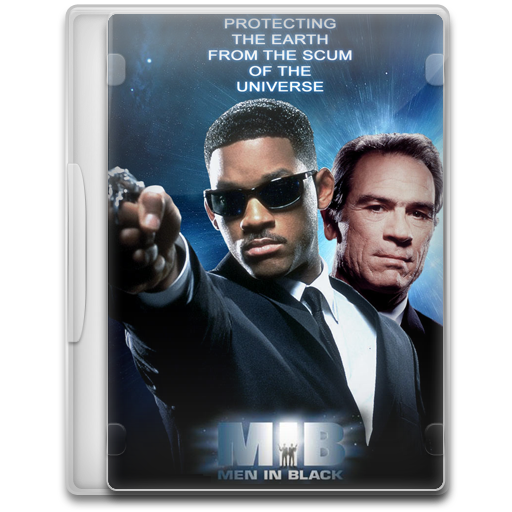 PROTECTING
THE EARTH
FROM THE SCUM
OF THE
UNIVERSE
MIB
MEN IN BLACK